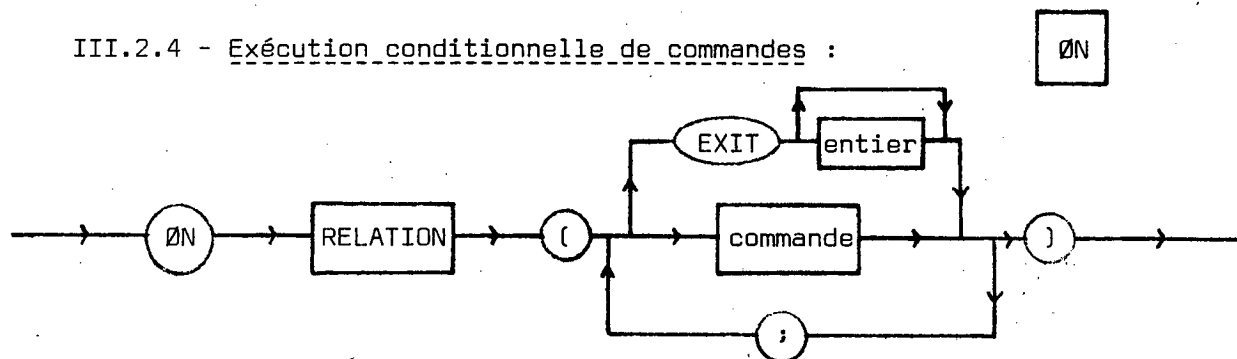 III.2.4 - Exécution conditionnelle de commandes :
ØN
EXIT
entier
ØN
RELATION
(
commande
)
;